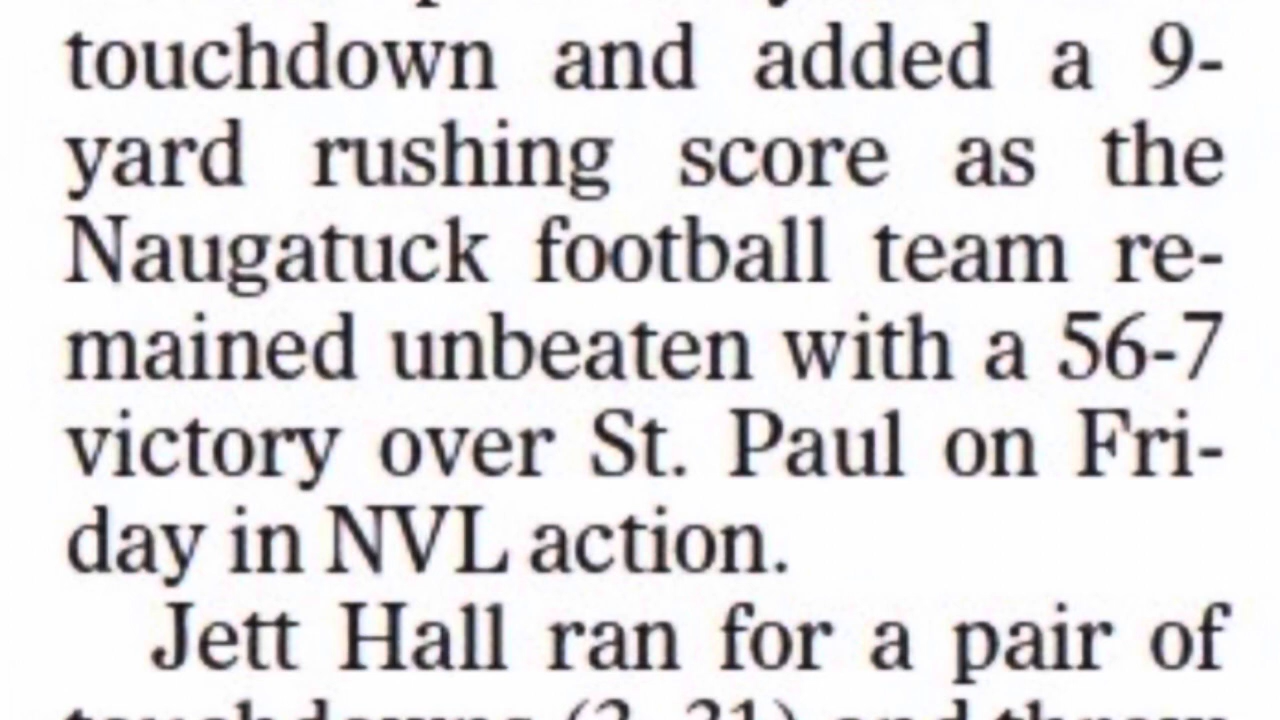 touchdown and added a 9-
yard rushing score as the
Naugatuck football team re-
mained unbeaten with a 56-7
victory over St. Paul on Fri-
day in NVL action.
Jett Hall ran for a pair of